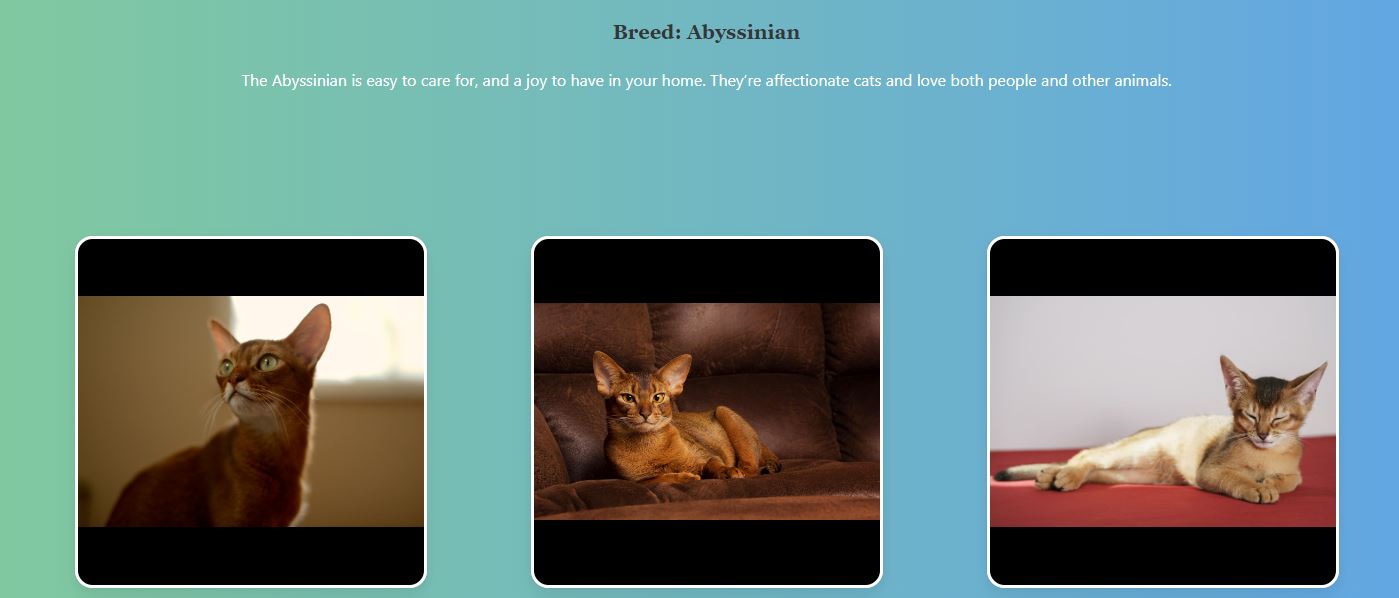 Breed: Abyssinian
The Abyssinian is easy to care for, and a joy to have in your home. They’re affectionate cats and love both people and other animals.